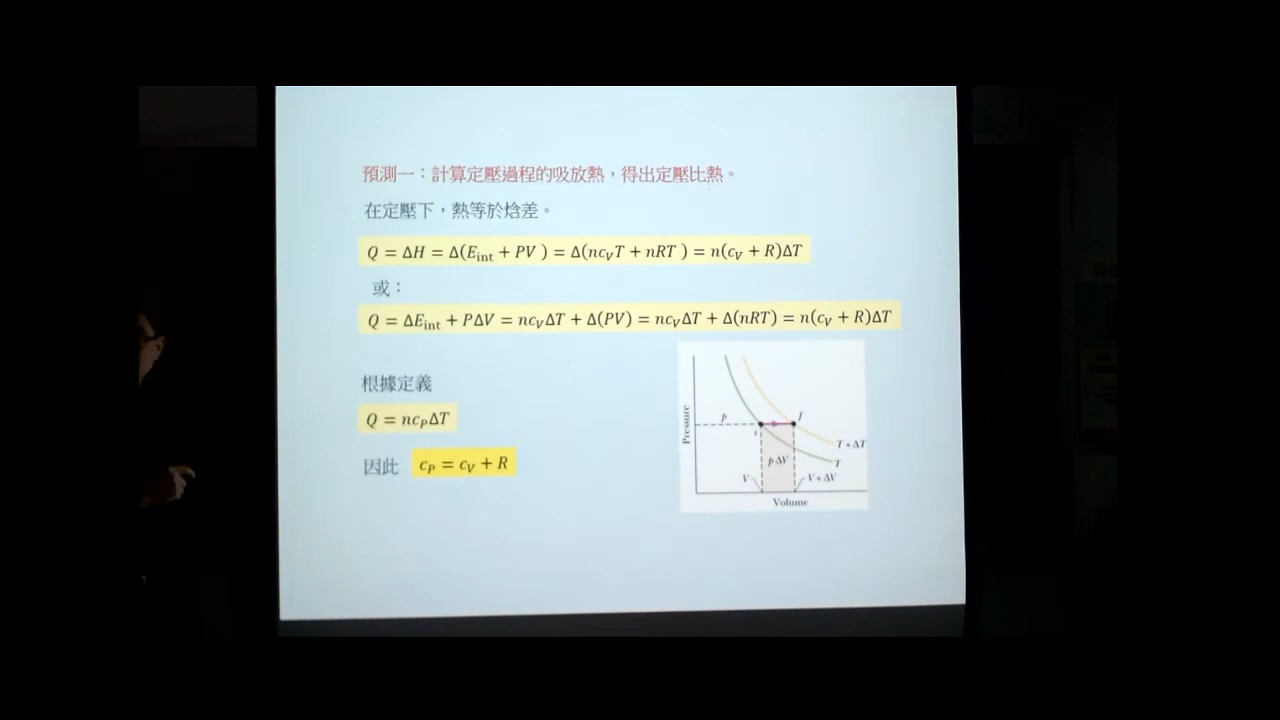 預測一：計算定壓過程的吸放熱，得出定壓比熱。
在定壓下，熱等於焓差。
Q = ΔH = Δ(E_int + PV) = Δ(nc_V T + nRT) = n(c_V + R)ΔT
或：
Q = ΔE_int + PΔV = nc_V ΔT + Δ(PV) = nc_V ΔT + Δ(nRT) = n(c_V + R)ΔT
根據定義
Q = nc_P ΔT
因此 c_P = c_V + R
Pressure
p
i
f
T + ΔT
T
p ΔV
V
V + ΔV
Volume